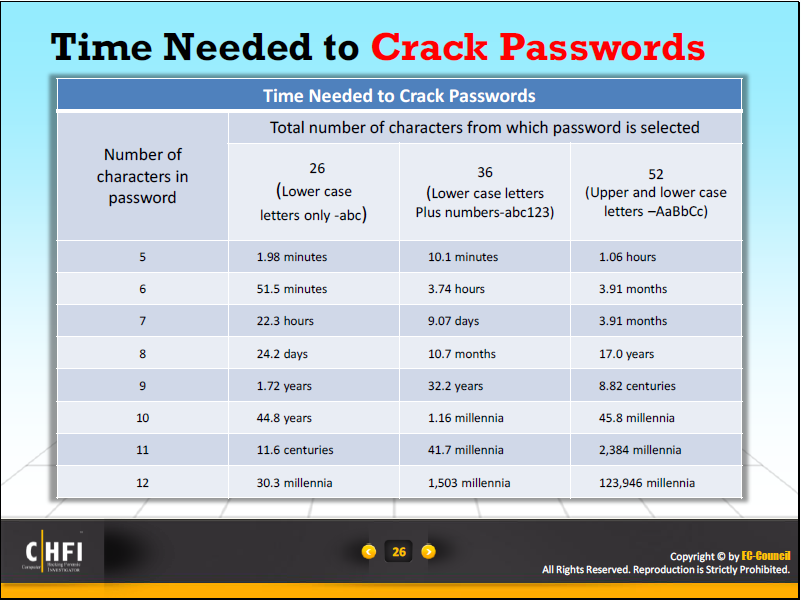 Time Needed to Crack Passwords
Time Needed to Crack Passwords
Total number of characters from which password is selected
Number of
characters in
password
26
(Lower case
letters only -abc)
36
(Lower case letters
Plus numbers-abc123)
52
(Upper and lower case
letters –AaBbCc)
5 1.98 minutes 10.1 minutes 1.06 hours
6 51.5 minutes 3.74 hours 3.91 months
7 22.3 hours 9.07 days 3.91 months
8 24.2 days 10.7 months 17.0 years
9 1.72 years 32.2 years 8.82 centuries
10 44.8 years 1.16 millennia 45.8 millennia
11 11.6 centuries 41.7 millennia 2,384 millennia
12 30.3 millennia 1,503 millennia 123,946 millennia
CHFI
Computer Hacking Forensic
INVESTIGATOR
26
Copyright © by EC-Council
All Rights Reserved. Reproduction is Strictly Prohibited.